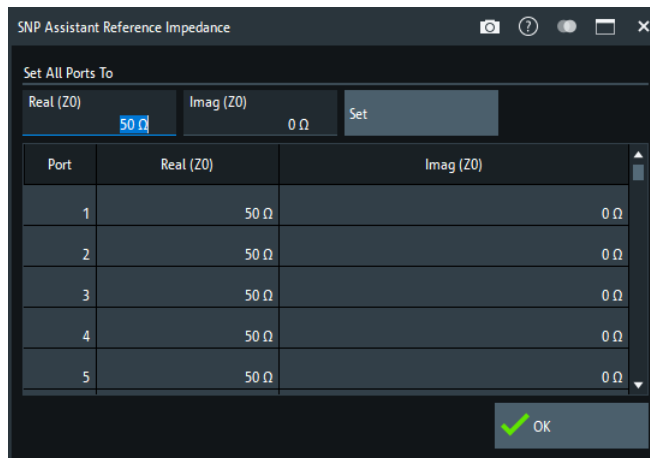 SNP Assistant Reference Impedance
Set All Ports To
Real (Z0) Imag (Z0)
50 Ω 0 Ω Set
Port Real (Z0) Imag (Z0)
1 50 Ω 0 Ω
2 50 Ω 0 Ω
3 50 Ω 0 Ω
4 50 Ω 0 Ω
5 50 Ω 0 Ω
OK